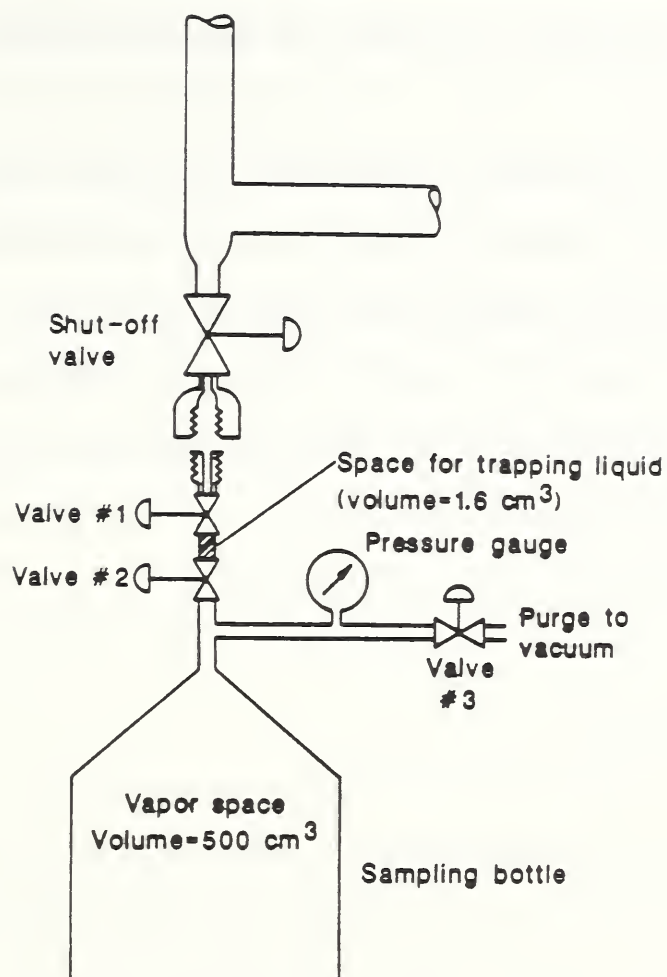 Shut-off
valve
Space for trapping liquid
(volume=1.6 cm³)
Valve #1
Pressure gauge
Valve #2
Purge to
vacuum
Valve
#3
Vapor space
Volume=500 cm³
Sampling bottle